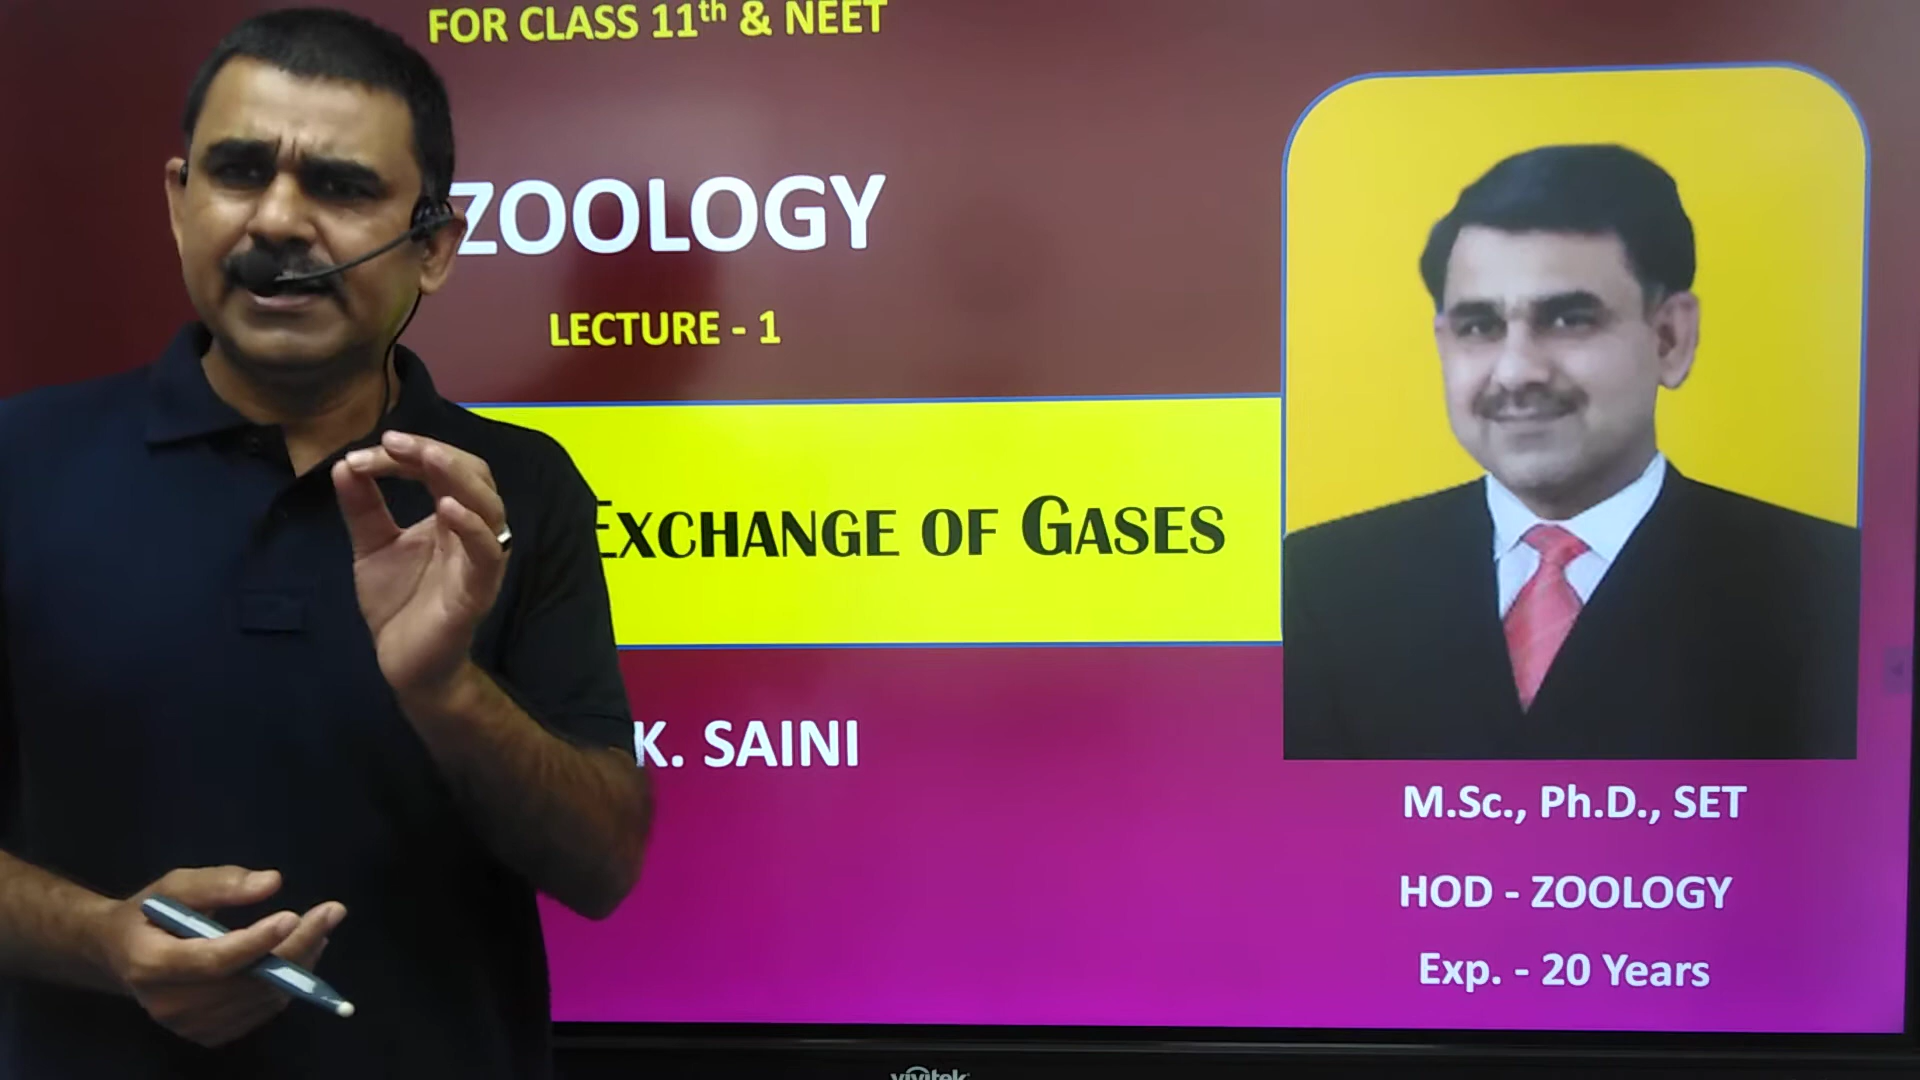 FOR CLASS 11th & NEET
ZOOLOGY
LECTURE - 1
EXCHANGE OF GASES
K. SAINI
M.Sc., Ph.D., SET
HOD - ZOOLOGY
Exp. - 20 Years
vivitek